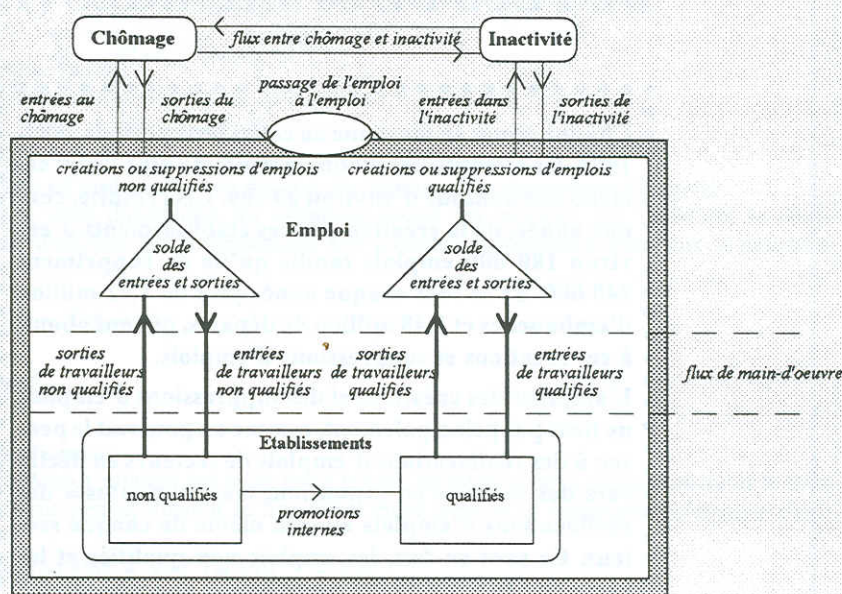 Chômage
flux entre chômage et inactivité
Inactivité
entrées au
chômage
sorties du
chômage
passage de l'emploi
à l'emploi
entrées dans
l'inactivité
sorties de
l'inactivité
créations ou suppressions d'emplois
non qualifiés
créations ou suppressions d'emplois
qualifiés
Emploi
solde
des
entrées et sorties
solde
des
entrées et sorties
sorties
de travailleurs
non qualifiés
entrées
de travailleurs
non qualifiés
sorties
de travailleurs
qualifiés
entrées
de travailleurs
qualifiés
flux de main-d'oeuvre
Etablissements
non qualifiés
promotions
internes
qualifiés